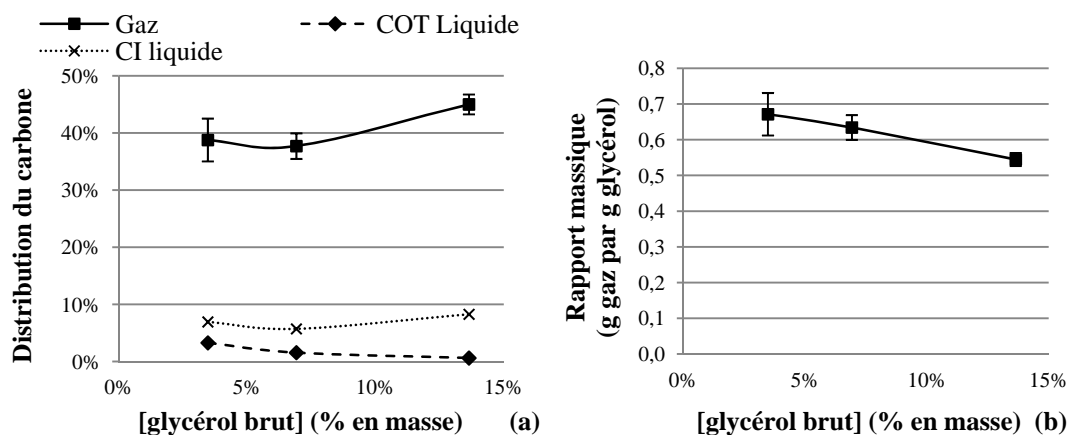 Gaz
COT Liquide
CI liquide
Distribution du carbone
50%
40%
30%
20%
10%
0%
0%
5%
10%
15%
[glycérol brut] (% en masse)
(a)
Rapport massique
(g gaz par g glycérol)
0,8
0,7
0,6
0,5
0,4
0,3
0,2
0,1
0,0
0%
5%
10%
15%
[glycérol brut] (% en masse)
(b)